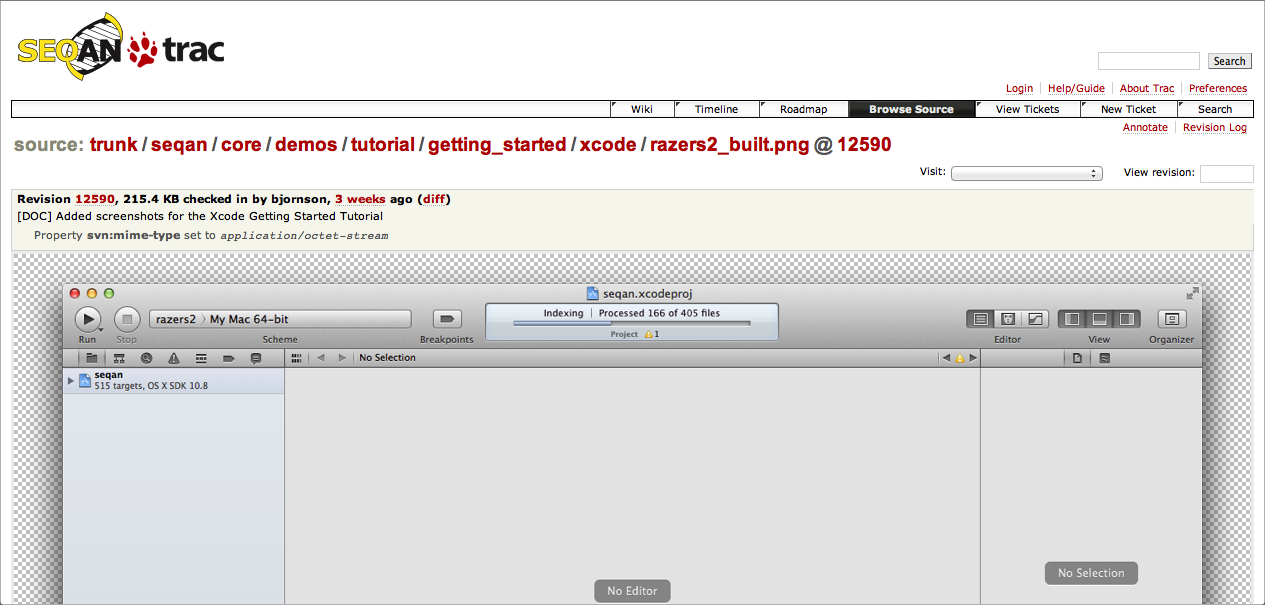 SEQAN trac
Search
Login Help/Guide About Trac Preferences
Wiki Timeline Roadmap Browse Source View Tickets New Ticket Search
Annotate Revision Log
source: trunk / seqan / core / demos / tutorial / getting_started / xcode / razers2_built.png @ 12590
Visit: View revision:
Revision 12590, 215.4 KB checked in by bjornson, 3 weeks ago (diff)
[DOC] Added screenshots for the Xcode Getting Started Tutorial
Property svn:mime-type set to application/octet-stream
seqan.xcodeproj
razers2 〉 My Mac 64-bit
Indexing | Processed 166 of 405 files
Project 1
Run Stop Scheme Breakpoints Editor View Organizer
No Selection
seqan
515 targets, OS X SDK 10.8
No Selection
No Editor